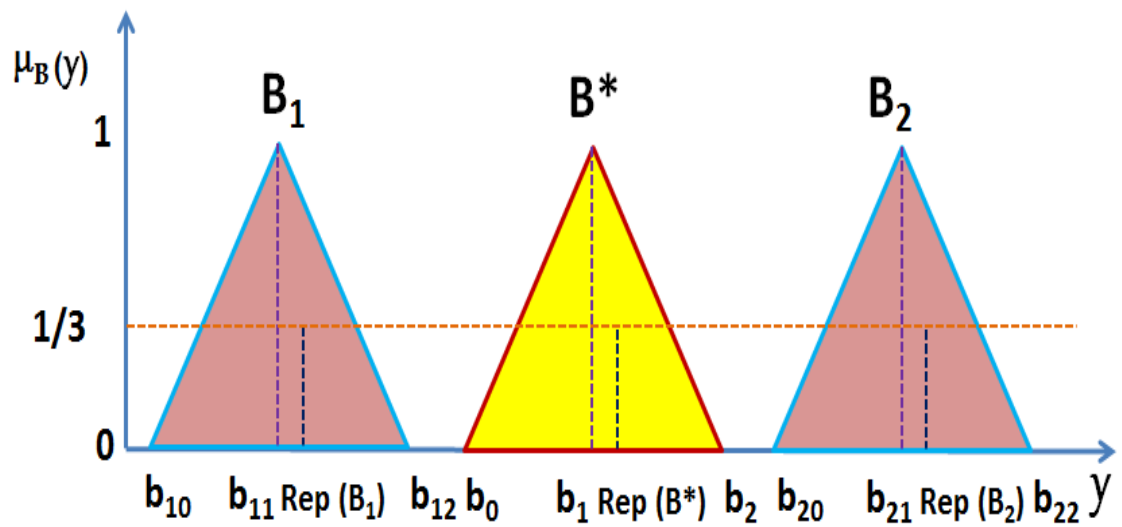 μB (y)
B1 B* B2
1
1/3
0
b10 b11 Rep (B1) b12 b0 b1 Rep (B*) b2 b20 b21 Rep (B2) b22 y